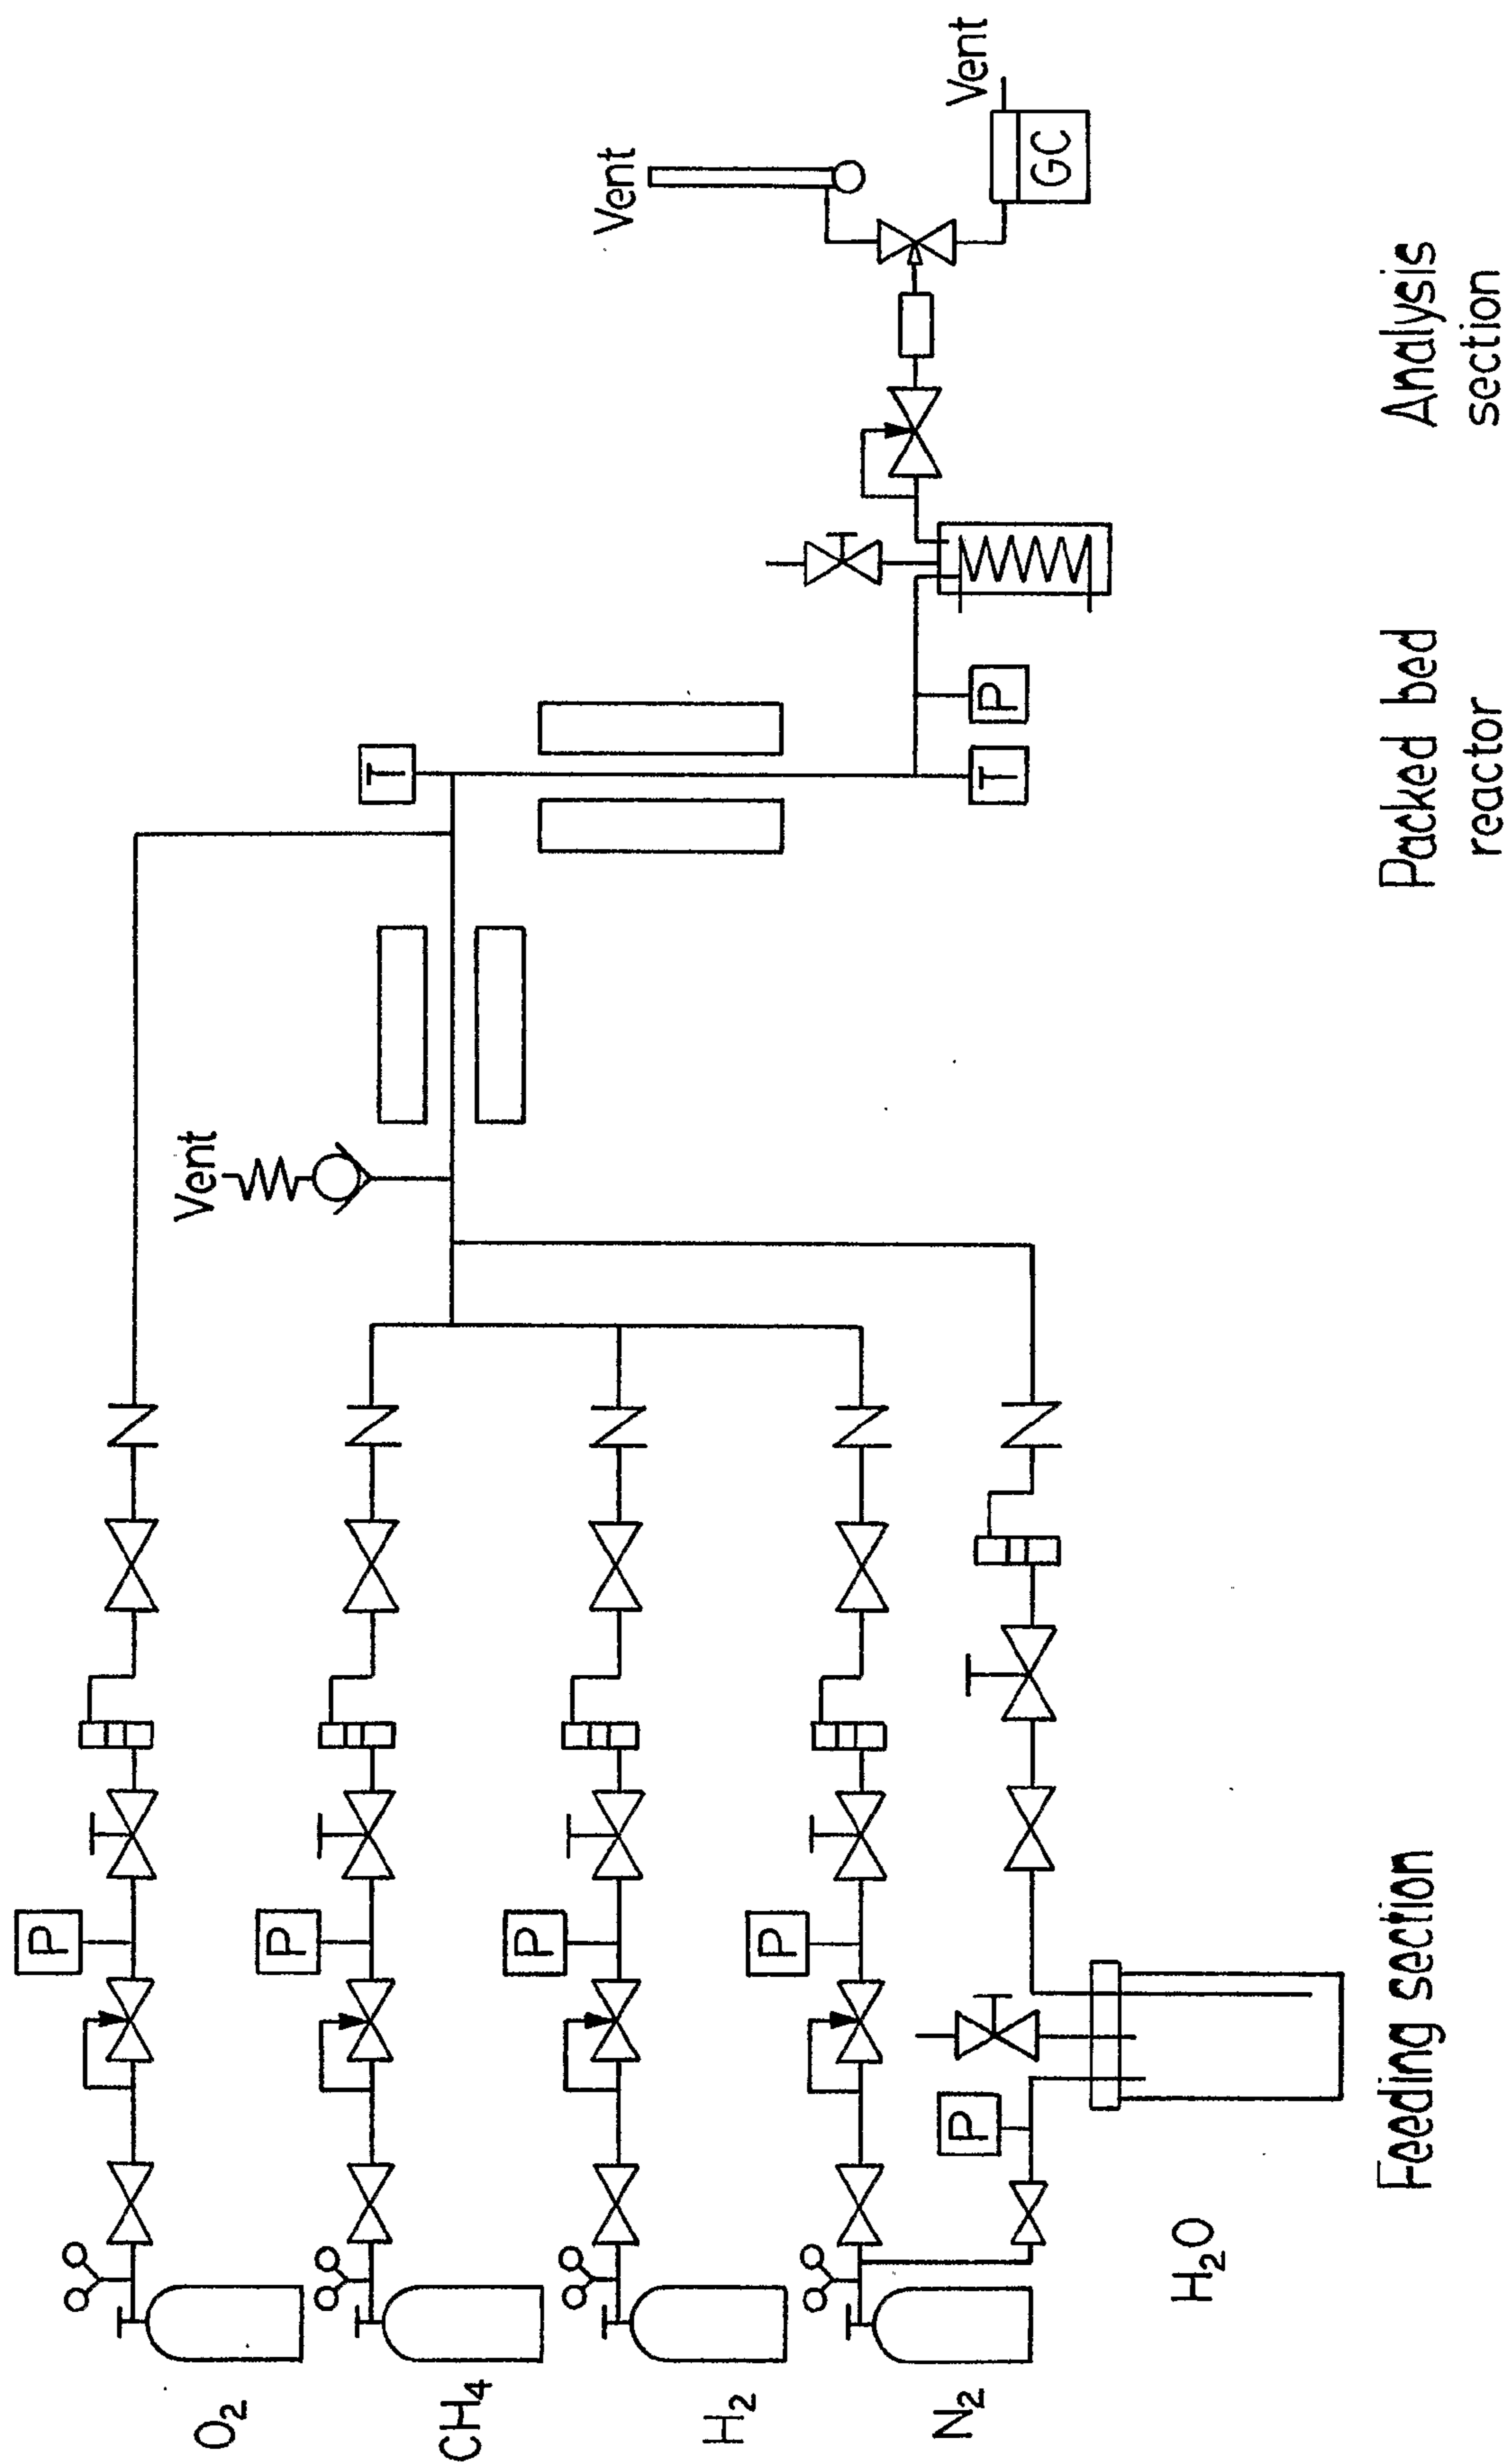 P
Vent
O₂
P
T
CH₄
P
Vent
H₂
P
N₂
P
Vent
T
P
GC
H₂O
Feeding section
Packed bed
reactor
Analysis
section